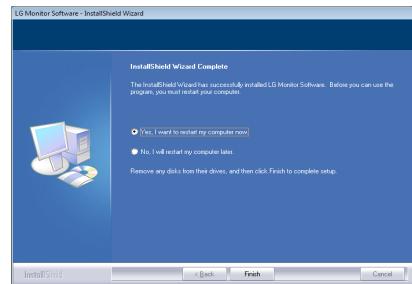 LG Monitor Software - InstallShield Wizard
InstallShield Wizard Complete
The InstallShield Wizard has successfully installed LG Monitor Software. Before you can use the
program, you must restart your computer.
Yes, I want to restart my computer now.
No, I will restart my computer later.
Remove any disks from their drives, and then click Finish to complete setup.
InstallShield
< Back
Finish
Cancel